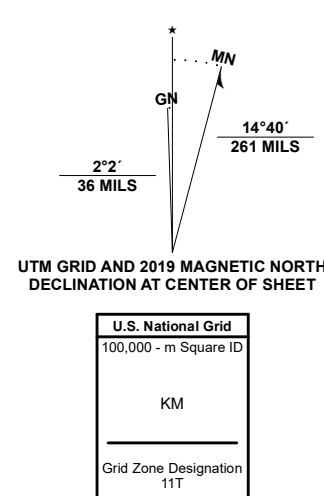 ★
MN
GN
14°40´
261 MILS
2°2´
36 MILS
UTM GRID AND 2019 MAGNETIC NORTH
DECLINATION AT CENTER OF SHEET
U.S. National Grid
100,000 - m Square ID
KM
Grid Zone Designation
11T